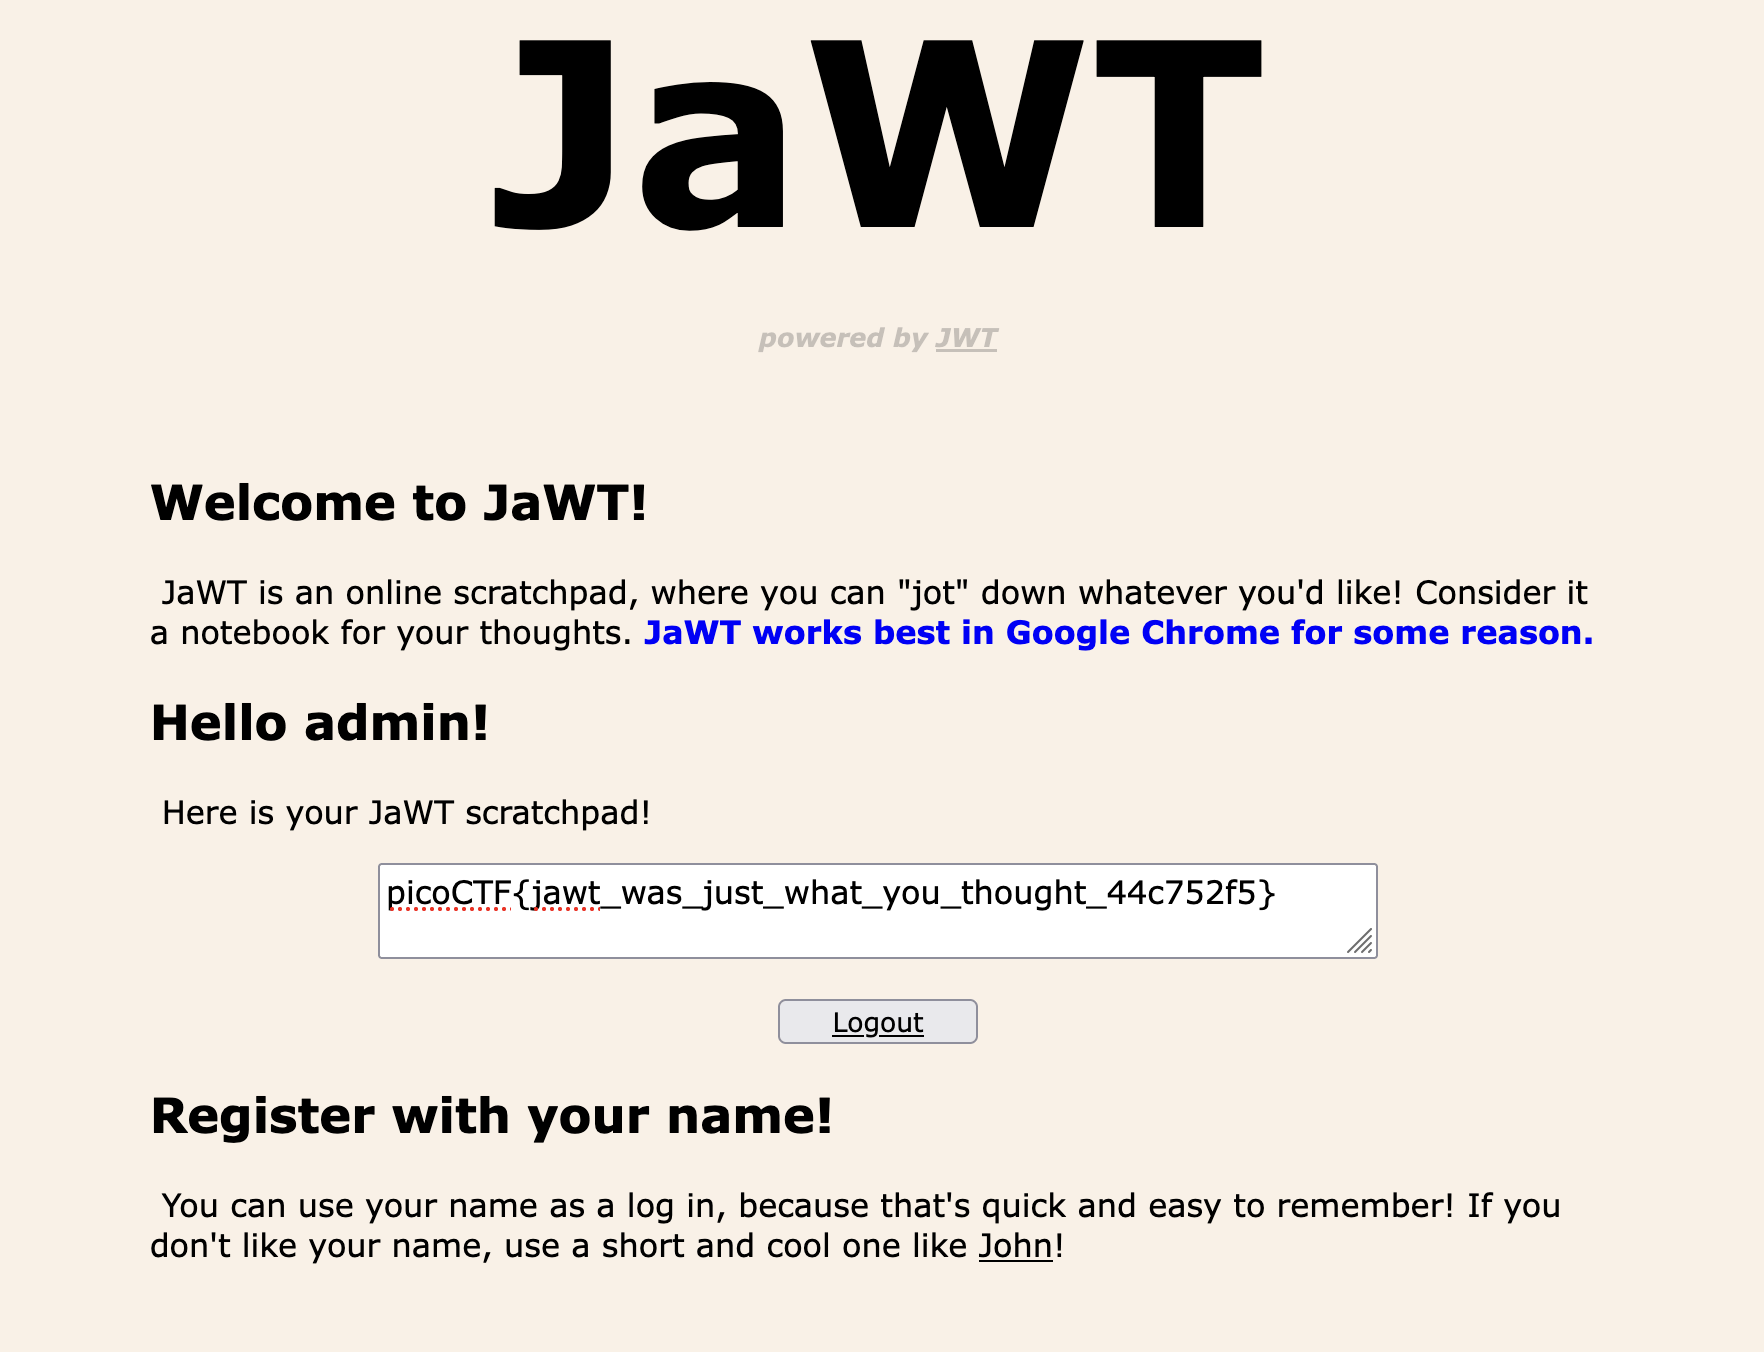 JaWT
powered by JWT
Welcome to JaWT!
JaWT is an online scratchpad, where you can "jot" down whatever you'd like! Consider it
a notebook for your thoughts. JaWT works best in Google Chrome for some reason.
Hello admin!
Here is your JaWT scratchpad!
picoCTF{jawt_was_just_what_you_thought_44c752f5}
Logout
Register with your name!
You can use your name as a log in, because that's quick and easy to remember! If you
don't like your name, use a short and cool one like John!